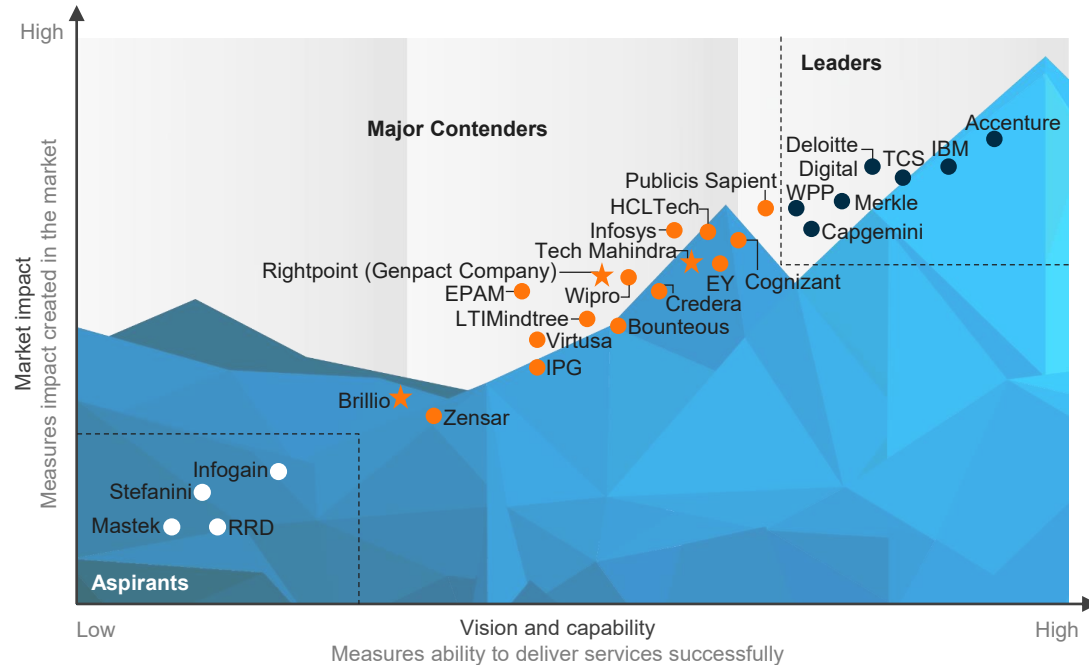 High
Leaders
Major Contenders
Accenture
Deloitte
Digital
TCS
IBM
Publicis Sapient
WPP
Merkle
HCLTech
Capgemini
Infosys
Tech Mahindra
Rightpoint (Genpact Company)
EY
Cognizant
EPAM
Wipro
Credera
LTIMindtree
Bounteous
Virtusa
IPG
Brillio
Zensar
Infogain
Stefanini
Mastek
RRD
Aspirants
Market impact
Measures impact created in the market
Low
Vision and capability
High
Measures ability to deliver services successfully